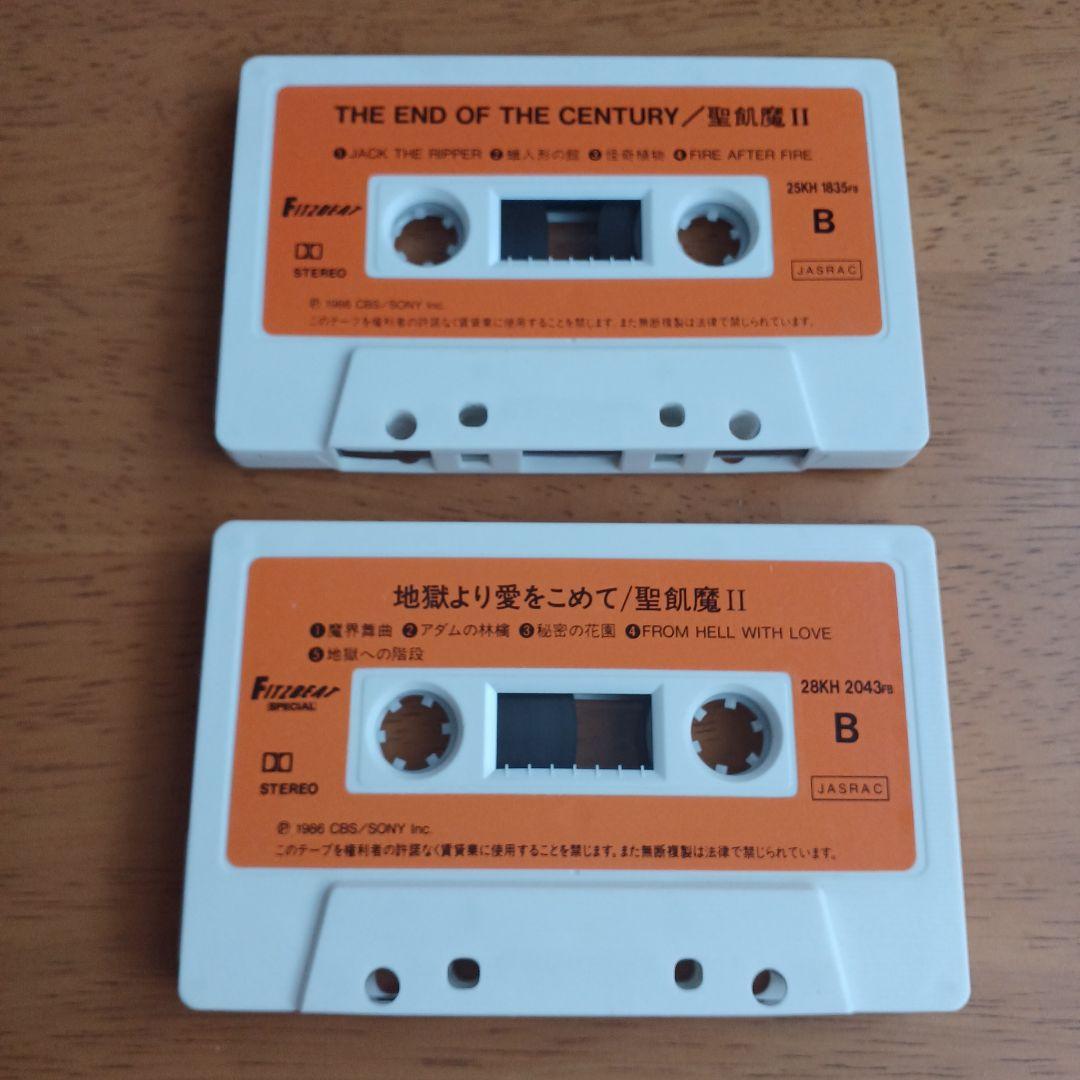 THE END OF THE CENTURY/聖飢魔II
❶JACK THE RIPPER ❷蠟人形の館 ❸怪奇植物 ❹FIRE AFTER FIRE
25KH 1835FB
FITZBEAT
B
STEREO
JASRAC
Ⓟ 1986 CBS/SONY Inc.
このテープを権利者の許諾なく賃貸業に使用することを禁じます。また無断複製は法律で禁じられています。
地獄より愛をこめて/聖飢魔II
❶魔界舞曲 ❷アダムの林檎 ❸秘密の花園 ❹FROM HELL WITH LOVE
❺地獄への階段
28KH 2043FB
FITZBEAT
SPECIAL
B
STEREO
JASRAC
Ⓟ 1986 CBS/SONY Inc.
このテープを権利者の許諾なく賃貸業に使用することを禁じます。また無断複製は法律で禁じられています。